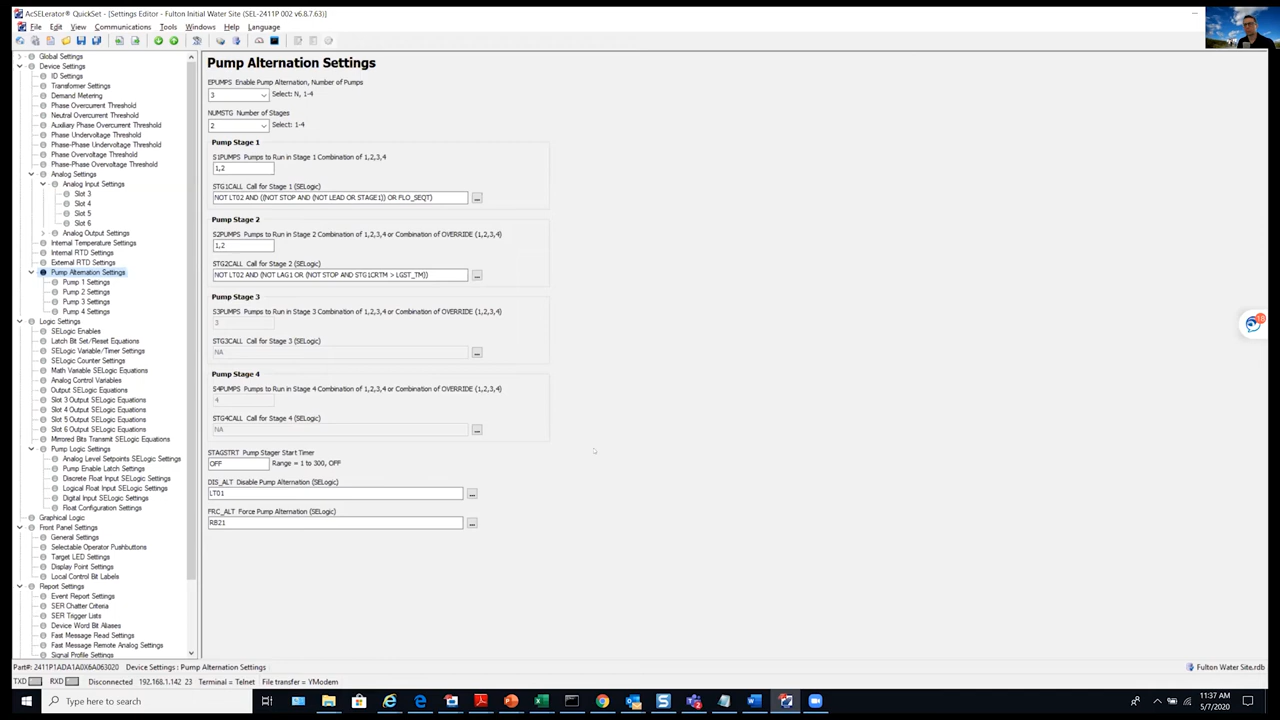 AcSELerator® QuickSet - [Settings Editor - Fulton Initial Water Site (SEL-2411P 002 v6.8.7.63)]
File Edit View Communications Tools Windows Help Language
Global Settings
Device Settings
ID Settings
Transformer Settings
Demand Metering
Phase Overcurrent Threshold
Neutral Overcurrent Threshold
Auxiliary Phase Overcurrent Threshold
Phase Undervoltage Threshold
Phase-Phase Undervoltage Threshold
Phase Overvoltage Threshold
Phase-Phase Overvoltage Threshold
Analog Settings
Analog Input Settings
Slot 3
Slot 4
Slot 5
Slot 6
Analog Output Settings
Internal Temperature Settings
Internal RTD Settings
External RTD Settings
Pump Alternation Settings
Pump 1 Settings
Pump 2 Settings
Pump 3 Settings
Pump 4 Settings
Logic Settings
SELogic Enables
Latch Bit Set/Reset Equations
SELogic Variable/Timer Settings
SELogic Counter Settings
Math Variable SELogic Equations
Analog Control Variables
Output SELogic Equations
Slot 3 Output SELogic Equations
Slot 4 Output SELogic Equations
Slot 5 Output SELogic Equations
Slot 6 Output SELogic Equations
Mirrored Bits Transmit SELogic Equations
Pump Logic Settings
Analog Level Setpoints SELogic Settings
Pump Enable Latch Settings
Discrete Float Input SELogic Settings
Logical Float Input SELogic Settings
Digital Input SELogic Settings
Float Configuration Settings
Graphical Logic
Front Panel Settings
General Settings
Selectable Operator Pushbuttons
Target LED Settings
Display Point Settings
Local Control Bit Labels
Report Settings
Event Report Settings
SER Chatter Criteria
SER Trigger Lists
Device Word Bit Aliases
Fast Message Read Settings
Fast Message Remote Analog Settings
Signal Profile Settings
Pump Alternation Settings
EPUMPS Enable Pump Alternation, Number of Pumps
3 Select: N, 1-4
NUMSTG Number of Stages
2 Select: 1-4
Pump Stage 1
S1PUMPS Pumps to Run in Stage 1 Combination of 1,2,3,4
1,2
STG1CALL Call for Stage 1 (SELogic)
NOT LT02 AND ((NOT STOP AND (NOT LEAD OR STAGE1)) OR FLO_SEQT) ...
Pump Stage 2
S2PUMPS Pumps to Run in Stage 2 Combination of 1,2,3,4 or Combination of OVERRIDE (1,2,3,4)
1,2
STG2CALL Call for Stage 2 (SELogic)
NOT LT02 AND (NOT LAG1 OR (NOT STOP AND STG1CRTM > LGST_TM)) ...
Pump Stage 3
S3PUMPS Pumps to Run in Stage 3 Combination of 1,2,3,4 or Combination of OVERRIDE (1,2,3,4)
3
STG3CALL Call for Stage 3 (SELogic)
NA ...
Pump Stage 4
S4PUMPS Pumps to Run in Stage 4 Combination of 1,2,3,4 or Combination of OVERRIDE (1,2,3,4)
4
STG4CALL Call for Stage 4 (SELogic)
NA ...
STAGSTRT Pump Stager Start Timer
OFF Range = 1 to 300, OFF
DIS_ALT Disable Pump Alternation (SELogic)
LT01 ...
FRC_ALT Force Pump Alternation (SELogic)
RB21 ...
Part#: 2411P1ADA1A0X6A063020 Device Settings : Pump Alternation Settings Fulton Water Site.rdb
TXD RXD Disconnected 192.168.1.142 23 Terminal = Telnet File transfer = YModem
Type here to search
11:37 AM
5/7/2020